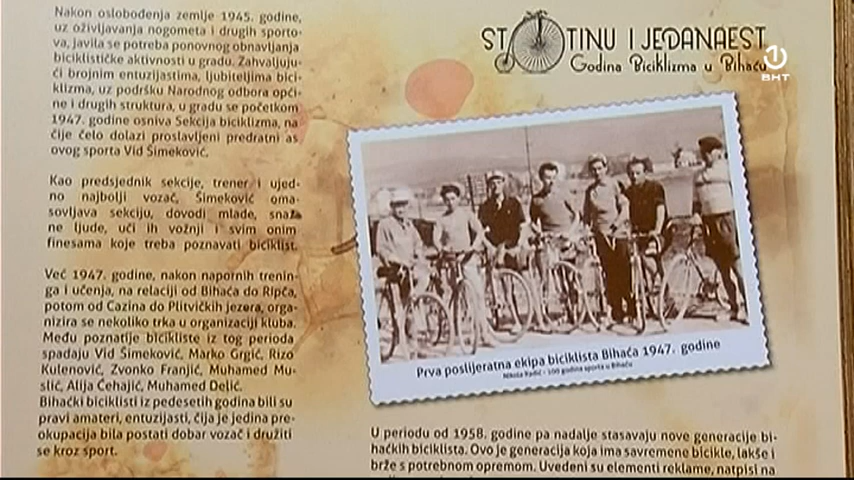 Nakon oslobođenja zemlje 1945. godine,
uz oživljavanja nogometa i drugih sporto-
va, javila se potreba ponovnog obnavljanja
biciklističke aktivnosti u gradu. Zahvaljuju-
ći brojnim entuzijastima, ljubiteljima bici-
klizma, uz podršku Narodnog odbora opći-
ne i drugih struktura, u gradu se početkom
1947. godine osniva Sekcija biciklizma, na
čije čelo dolazi proslavljeni predratni as
ovog sporta Vid Šimeković.
Kao predsjednik sekcije, trener i ujed-
no najbolji vozač, Šimeković oma-
sovljava sekciju, dovodi mlade, snaž-
ne ljude, uči ih vožnji i svim onim
finesama koje treba poznavati biciklist.
Već 1947. godine, nakon napornih trenin-
ga i učenja, na relaciji od Bihaća do Ripča,
potom od Cazina do Plitvičkih jezera, orga-
nizira se nekoliko trka u organizaciji kluba.
Među poznatije bicikliste iz tog perioda
spadaju Vid Šimeković, Marko Grgić, Rizo
Kulenović, Zvonko Franjić, Muhamed Mu-
slić, Alija Ćehajić, Muhamed Delić.
Bihaćki biciklisti iz pedesetih godina bili su
pravi amateri, entuzijasti, čija je jedina pre-
okupacija bila postati dobar vozač i družiti
se kroz sport.
STOTINU I JEDANAEST
Godina Biciklizma u Bihaću
BHT 1
Prva poslijeratna ekipa biciklista Bihaća 1947. godine
Nikola Radić - 100 godina sporta u Bihaću
U periodu od 1958. godine pa nadalje stasavaju nove generacije bi-
haćkih biciklista. Ovo je generacija koja ima savremene bicikle, lakše i
brže s potrebnom opremom. Uvedeni su elementi reklame, natpisi na